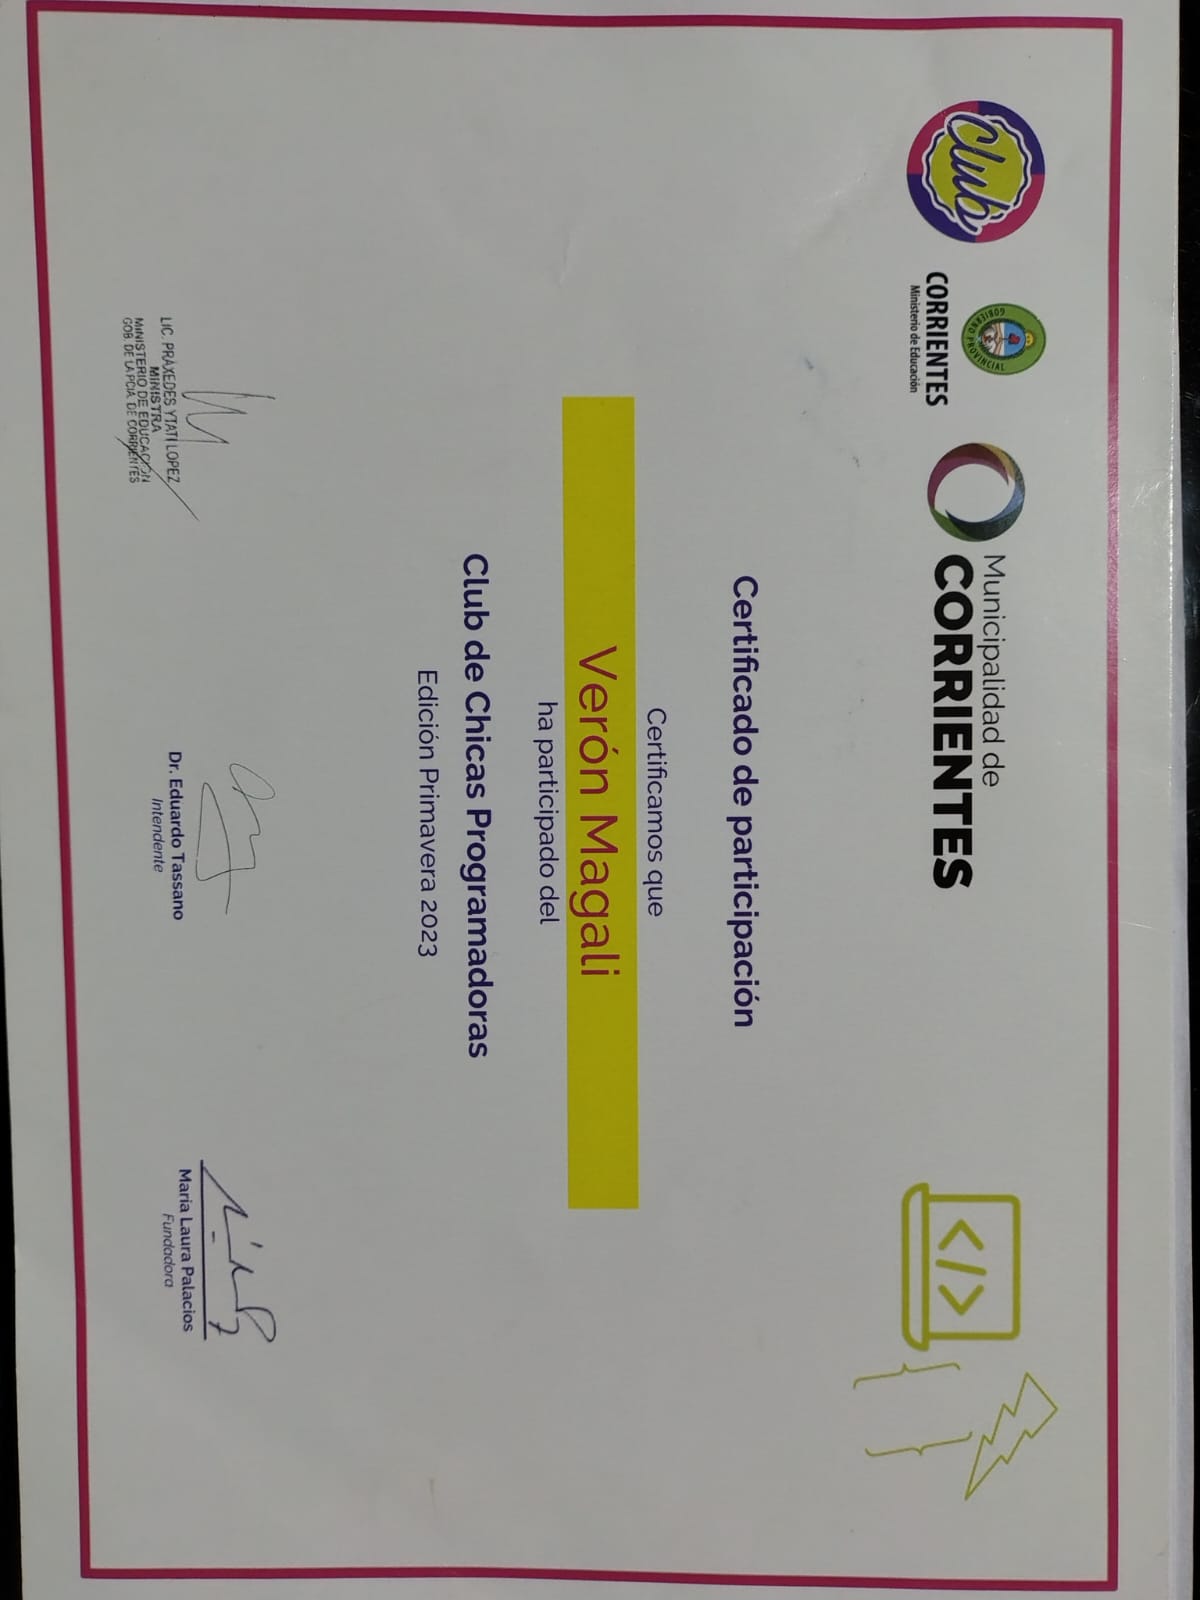 Club
GOBIERNO PROVINCIAL
CORRIENTES
Ministerio de Educación
Municipalidad de
CORRIENTES
</>
Certificado de participación
Certificamos que
Verón Magali
ha participado del
Club de Chicas Programadoras
Edición Primavera 2023
LIC. PRÁXEDES YTATI LOPEZ
MINISTRA
MINISTERIO DE EDUCACIÓN
GOB. DE LA PCIA. DE CORRIENTES
Dr. Eduardo Tassano
Intendente
Maria Laura Palacios
Fundadora